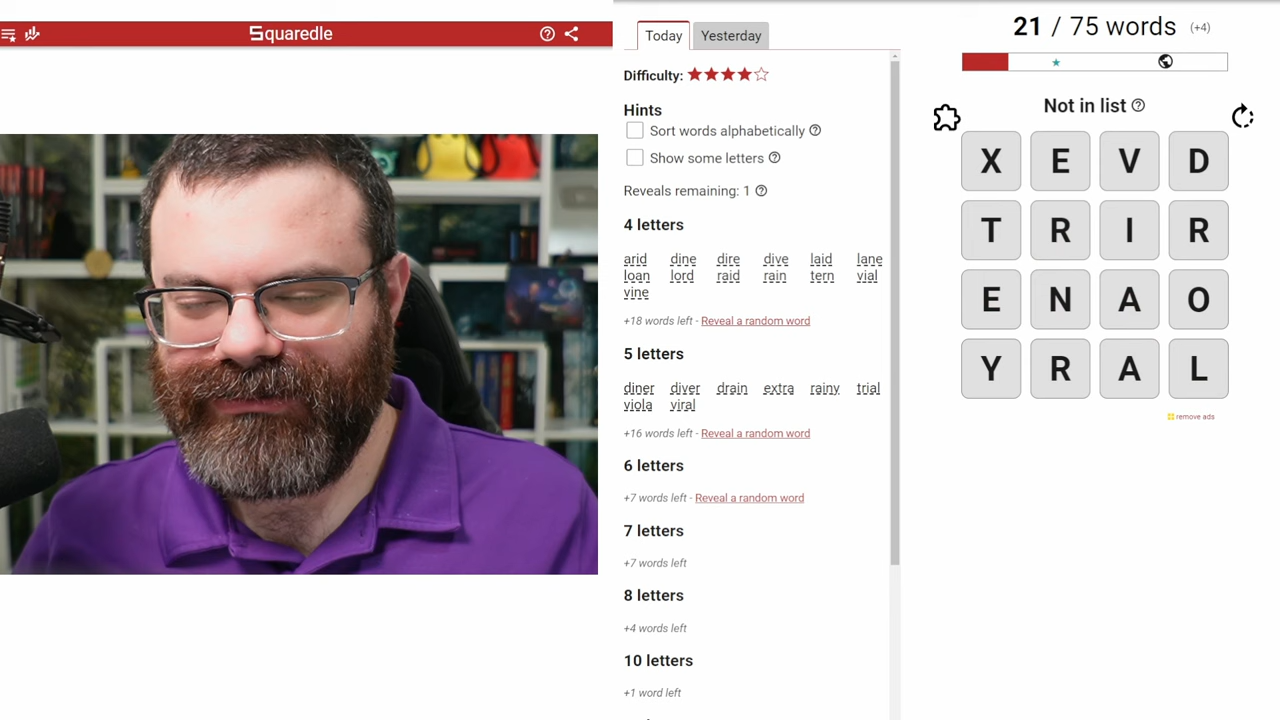 Squaredle
Today Yesterday
Difficulty:
Hints
Sort words alphabetically
Show some letters
Reveals remaining: 1
4 letters
arid dine dire dive laid lane
loan lord raid rain tern vial
vine
+18 words left - Reveal a random word
5 letters
diner diver drain extra rainy trial
viola viral
+16 words left - Reveal a random word
6 letters
+7 words left - Reveal a random word
7 letters
+7 words left
8 letters
+4 words left
10 letters
+1 word left
21 / 75 words (+4)
Not in list
X E V D
T R I R
E N A O
Y R A L
remove ads